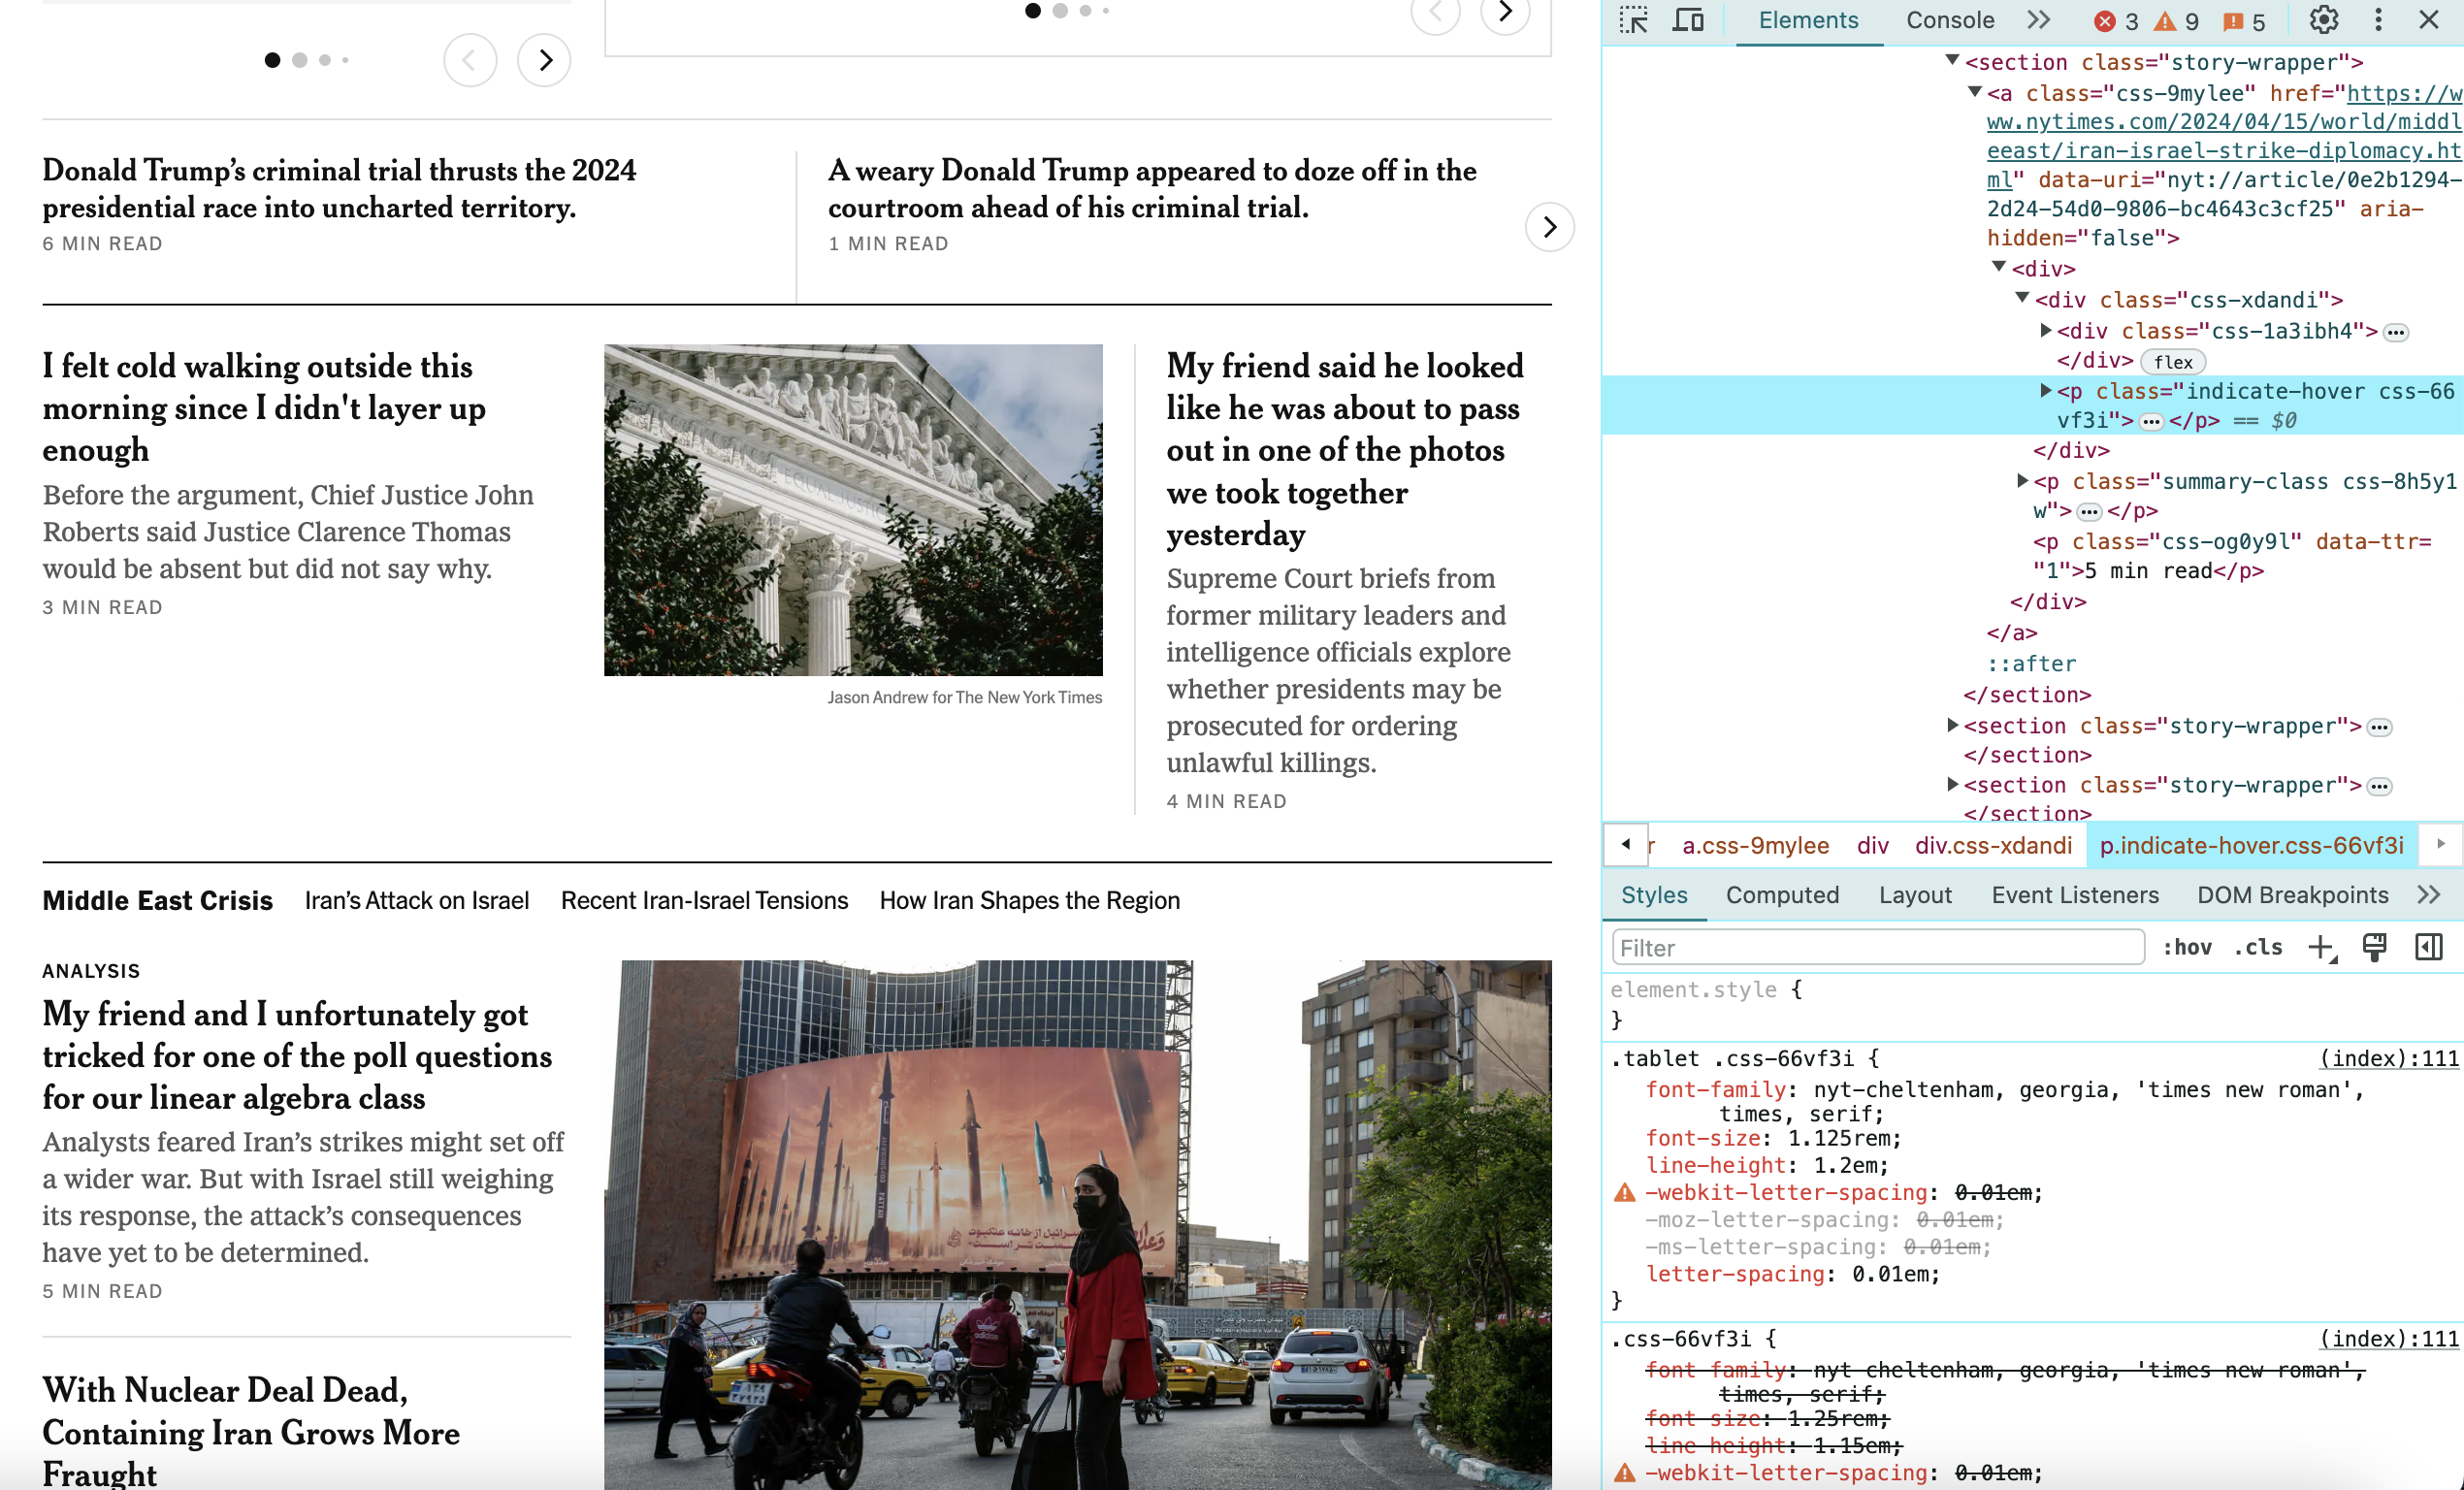 Donald Trump’s criminal trial thrusts the 2024
presidential race into uncharted territory.
6 MIN READ
A weary Donald Trump appeared to doze off in the
courtroom ahead of his criminal trial.
1 MIN READ
I felt cold walking outside this
morning since I didn't layer up
enough
Before the argument, Chief Justice John
Roberts said Justice Clarence Thomas
would be absent but did not say why.
3 MIN READ
EQUAL JUSTICE
Jason Andrew for The New York Times
My friend said he looked
like he was about to pass
out in one of the photos
we took together
yesterday
Supreme Court briefs from
former military leaders and
intelligence officials explore
whether presidents may be
prosecuted for ordering
unlawful killings.
4 MIN READ
Middle East Crisis
Iran’s Attack on Israel
Recent Iran-Israel Tensions
How Iran Shapes the Region
ANALYSIS
My friend and I unfortunately got
tricked for one of the poll questions
for our linear algebra class
Analysts feared Iran’s strikes might set off
a wider war. But with Israel still weighing
its response, the attack’s consequences
have yet to be determined.
5 MIN READ
With Nuclear Deal Dead,
Containing Iran Grows More
Fraught
adidas
Elements
Console
3
9
5
<section class="story-wrapper">
<a class="css-9mylee" href="https://w
ww.nytimes.com/2024/04/15/world/middl
eeast/iran-israel-strike-diplomacy.ht
ml" data-uri="nyt://article/0e2b1294-
2d24-54d0-9806-bc4643c3cf25" aria-
hidden="false">
<div>
<div class="css-xdandi">
<div class="css-1a3ibh4"> …
</div> flex
<p class="indicate-hover css-66
vf3i"> … </p> == $0
</div>
<p class="summary-class css-8h5y1
w"> … </p>
<p class="css-og0y9l" data-ttr=
"1">5 min read</p>
</div>
</a>
::after
</section>
<section class="story-wrapper"> …
</section>
<section class="story-wrapper"> …
</section>
r
a.css-9mylee
div
div.css-xdandi
p.indicate-hover.css-66vf3i
Styles
Computed
Layout
Event Listeners
DOM Breakpoints
Filter
:hov
.cls
element.style {
}
.tablet .css-66vf3i {
(index):111
font-family: nyt-cheltenham, georgia, 'times new roman',
times, serif;
font-size: 1.125rem;
line-height: 1.2em;
-webkit-letter-spacing: 0.01em;
-moz-letter-spacing: 0.01em;
-ms-letter-spacing: 0.01em;
letter-spacing: 0.01em;
}
.css-66vf3i {
(index):111
font-family: nyt-cheltenham, georgia, 'times new roman',
times, serif;
font-size: 1.25rem;
line-height: 1.15em;
-webkit-letter-spacing: 0.01em;